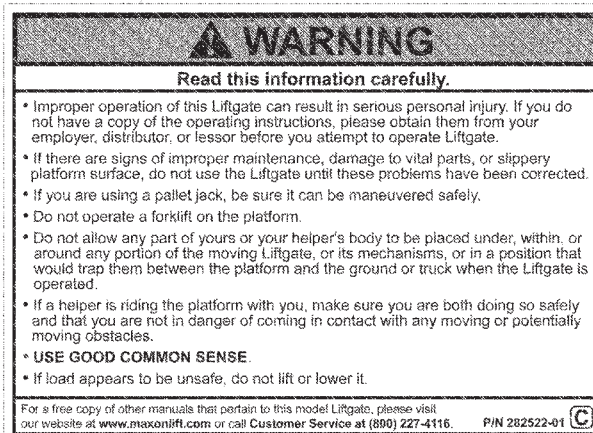 WARNING
Read this information carefully.
• Improper operation of this Liftgate can result in serious personal injury. If you do
not have a copy of the operating instructions, please obtain them from your
employer, distributor, or lessor before you attempt to operate Liftgate.
• If there are signs of improper maintenance, damage to vital parts, or slippery
platform surface, do not use the Liftgate until these problems have been corrected.
• If you are using a pallet jack, be sure it can be maneuvered safely.
• Do not operate a forklift on the platform.
• Do not allow any part of yours or your helper's body to be placed under, within, or
around any portion of the moving Liftgate, or its mechanisms, or in a position that
would trap them between the platform and the ground or truck when the Liftgate is
operated.
• If a helper is riding the platform with you, make sure you are both doing so safely
and that you are not in danger of coming in contact with any moving or potentially
moving obstacles.
• USE GOOD COMMON SENSE.
• If load appears to be unsafe, do not lift or lower it.
For a free copy of other manuals that pertain to this model Liftgate, please visit
our website at www.maxonlift.com or call Customer Service at (800) 227-4116. P/N 282522-01 C